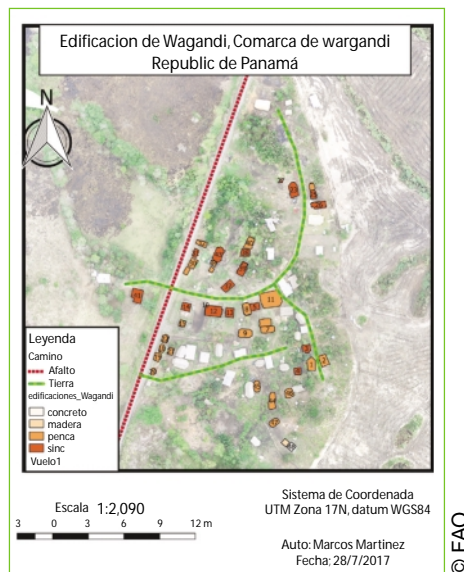 Edificacion de Wagandi, Comarca de wargandi
Republic de Panamá
N
11
12
Leyenda
Camino
Afalto
Tierra
edificaciones_Wagandi
concreto
madera
penca
sinc
Vuelo1
Escala 1:2,090
3 0 3 6 9 12 m
Sistema de Coordenada
UTM Zona 17N, datum WGS84
Auto: Marcos Martinez
Fecha; 28/7/2017
© FAO